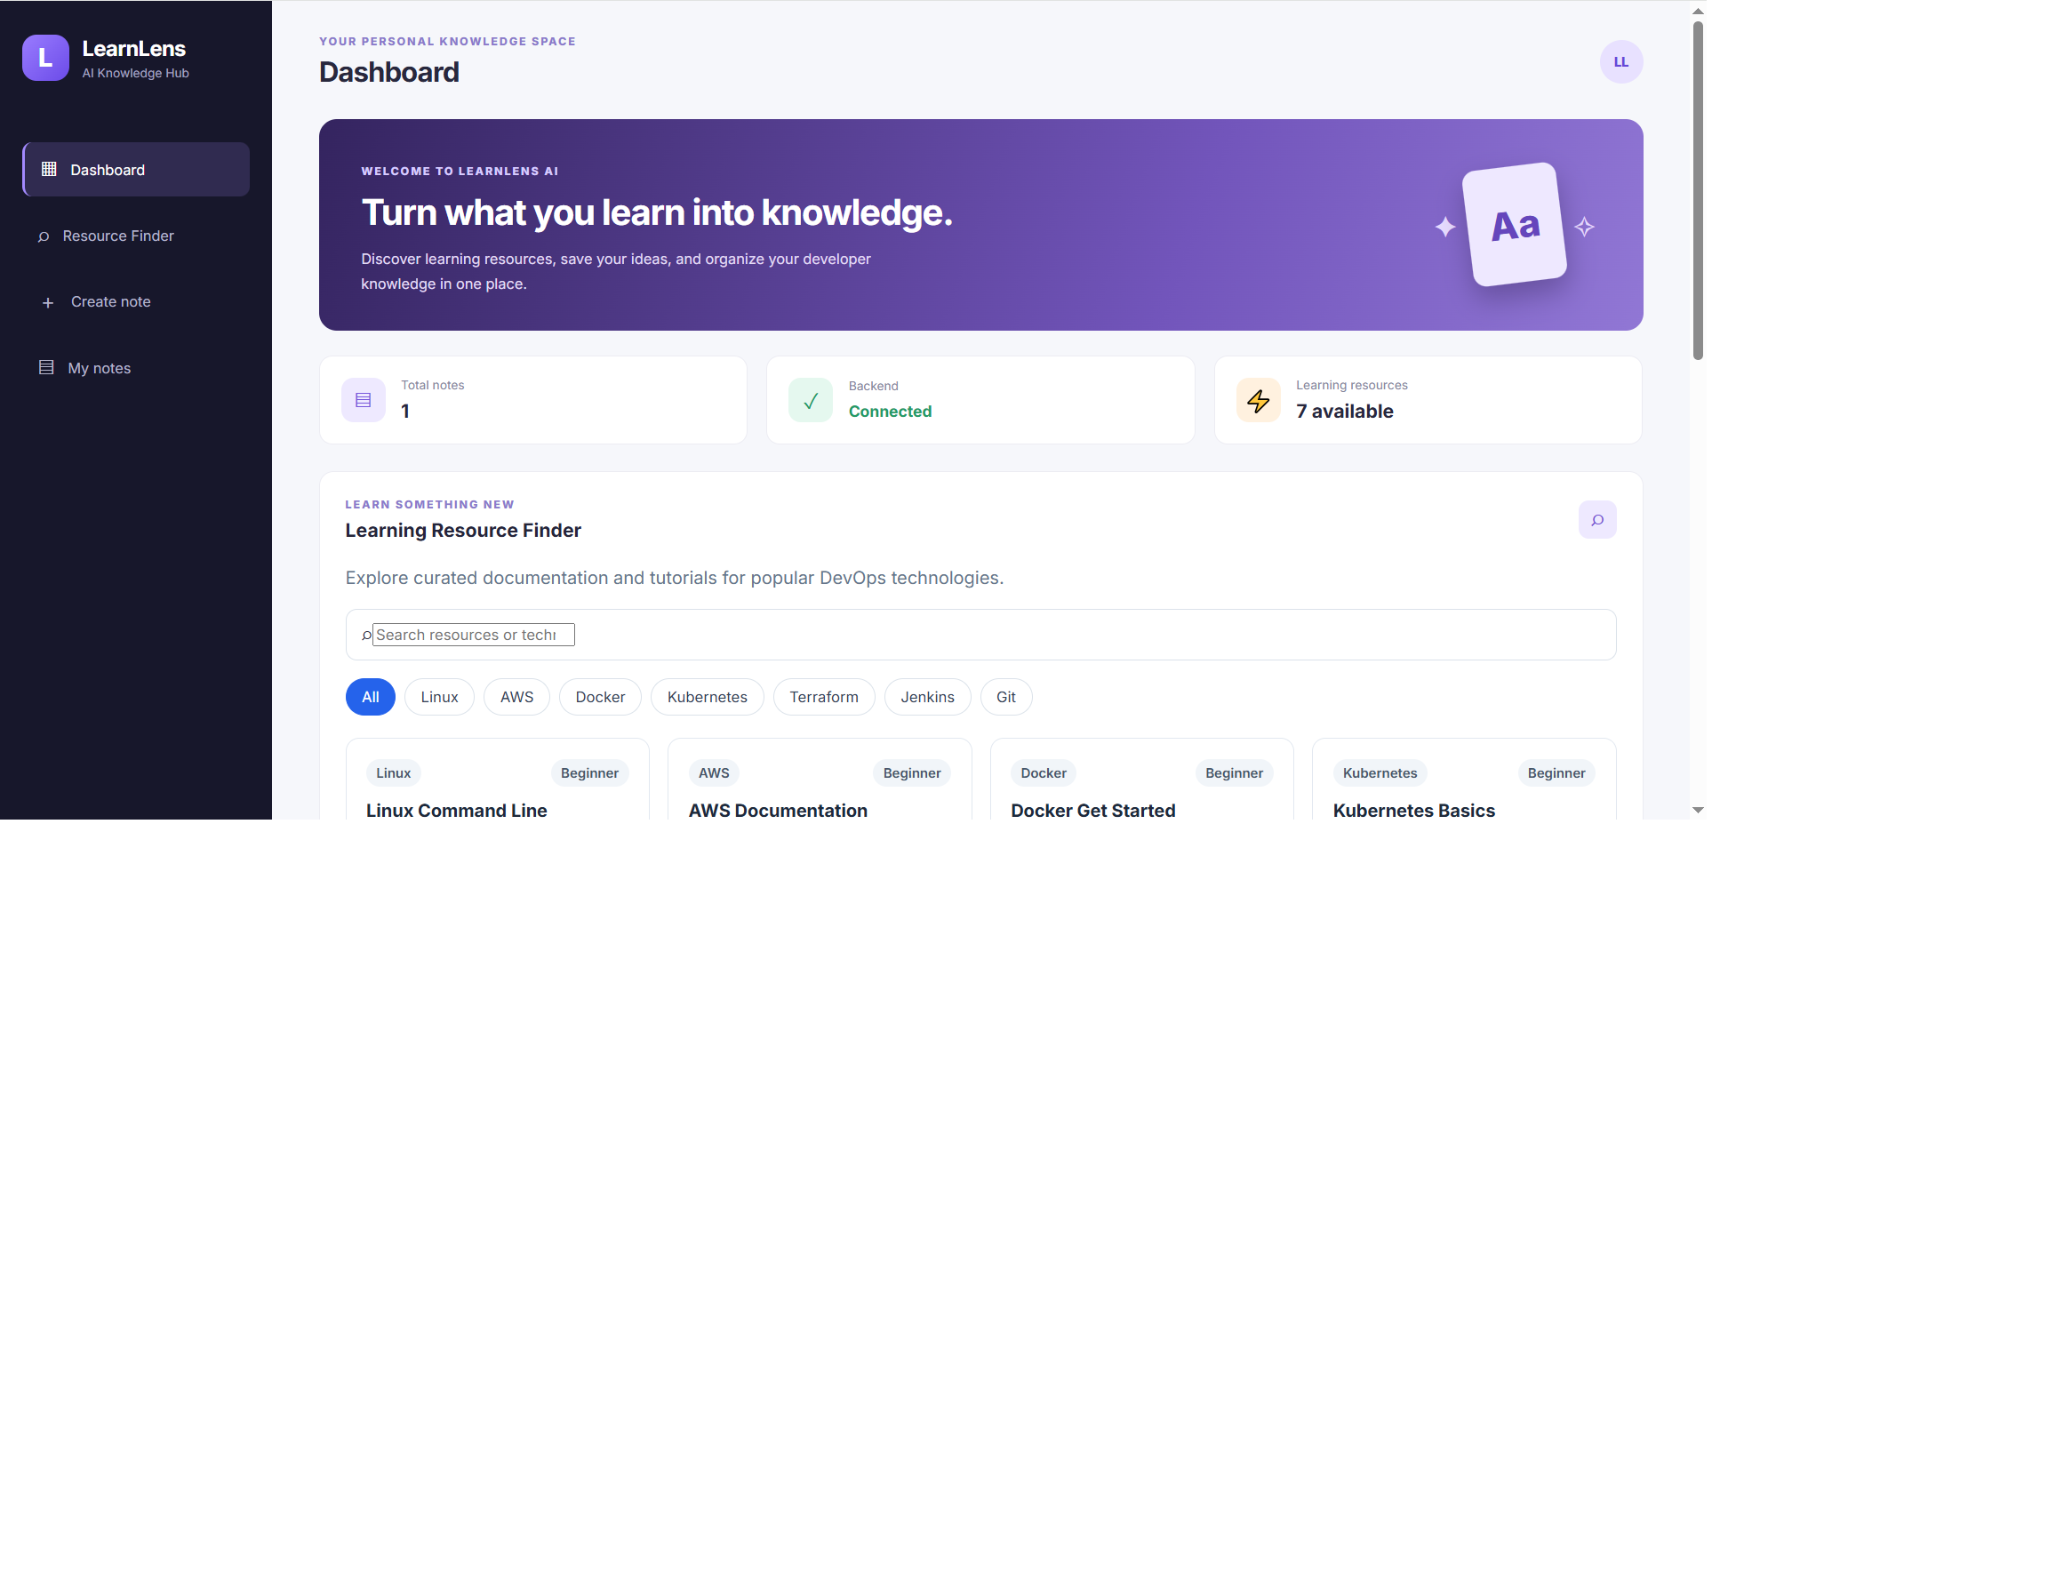 L
LearnLens
AI Knowledge Hub
Dashboard
Resource Finder
Create note
My notes
YOUR PERSONAL KNOWLEDGE SPACE
Dashboard
LL
WELCOME TO LEARNLENS AI
Turn what you learn into knowledge.
Discover learning resources, save your ideas, and organize your developer
knowledge in one place.
Aa
Total notes
1
Backend
Connected
Learning resources
7 available
LEARN SOMETHING NEW
Learning Resource Finder
Explore curated documentation and tutorials for popular DevOps technologies.
Search resources or tech
All Linux AWS Docker Kubernetes Terraform Jenkins Git
Linux Beginner
Linux Command Line
AWS Beginner
AWS Documentation
Docker Beginner
Docker Get Started
Kubernetes Beginner
Kubernetes Basics